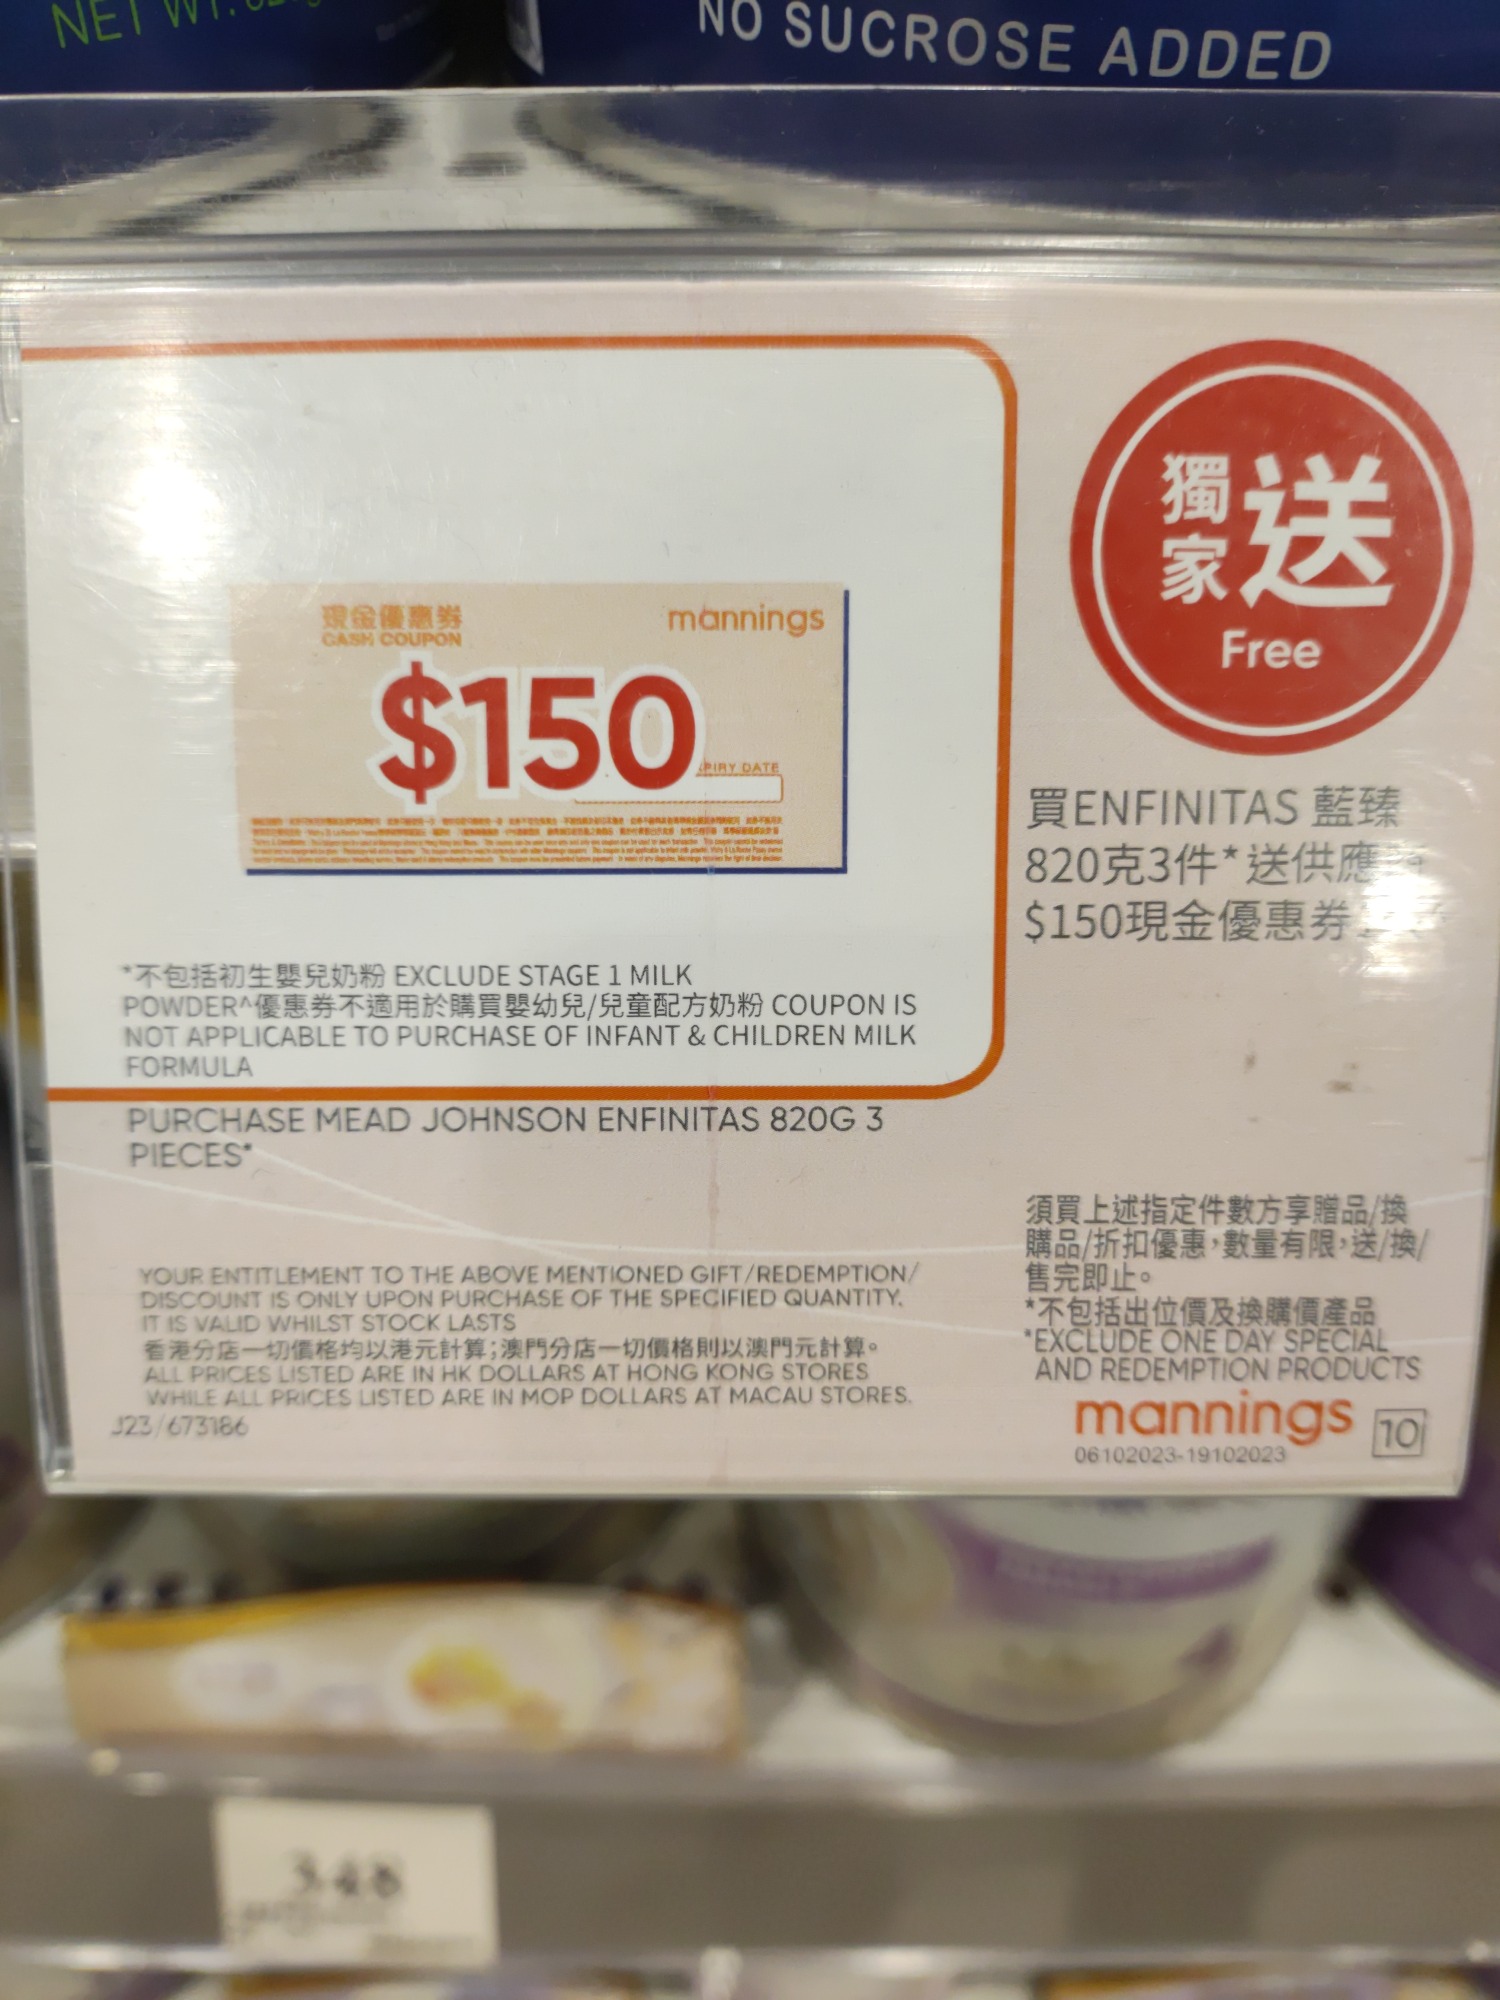 NET WT.
NO SUCROSE ADDED
獨家送
Free
現金優惠券
CASH COUPON
mannings
$150
PIRY DATE
買ENFINITAS 藍臻
820克3件*送供應商
$150現金優惠券
*不包括初生嬰兒奶粉 EXCLUDE STAGE 1 MILK
POWDER^優惠券不適用於購買嬰幼兒/兒童配方奶粉 COUPON IS
NOT APPLICABLE TO PURCHASE OF INFANT & CHILDREN MILK
FORMULA
PURCHASE MEAD JOHNSON ENFINITAS 820G 3
PIECES*
YOUR ENTITLEMENT TO THE ABOVE MENTIONED GIFT/REDEMPTION/
DISCOUNT IS ONLY UPON PURCHASE OF THE SPECIFIED QUANTITY.
IT IS VALID WHILST STOCK LASTS
香港分店一切價格均以港元計算;澳門分店一切價格則以澳門元計算。
ALL PRICES LISTED ARE IN HK DOLLARS AT HONG KONG STORES
WHILE ALL PRICES LISTED ARE IN MOP DOLLARS AT MACAU STORES.
J23/673186
須買上述指定件數方享贈品/換
購品/折扣優惠,數量有限,送/換/
售完即止。
*不包括出位價及換購價產品
*EXCLUDE ONE DAY SPECIAL
AND REDEMPTION PRODUCTS
mannings
10
06102023-19102023
348